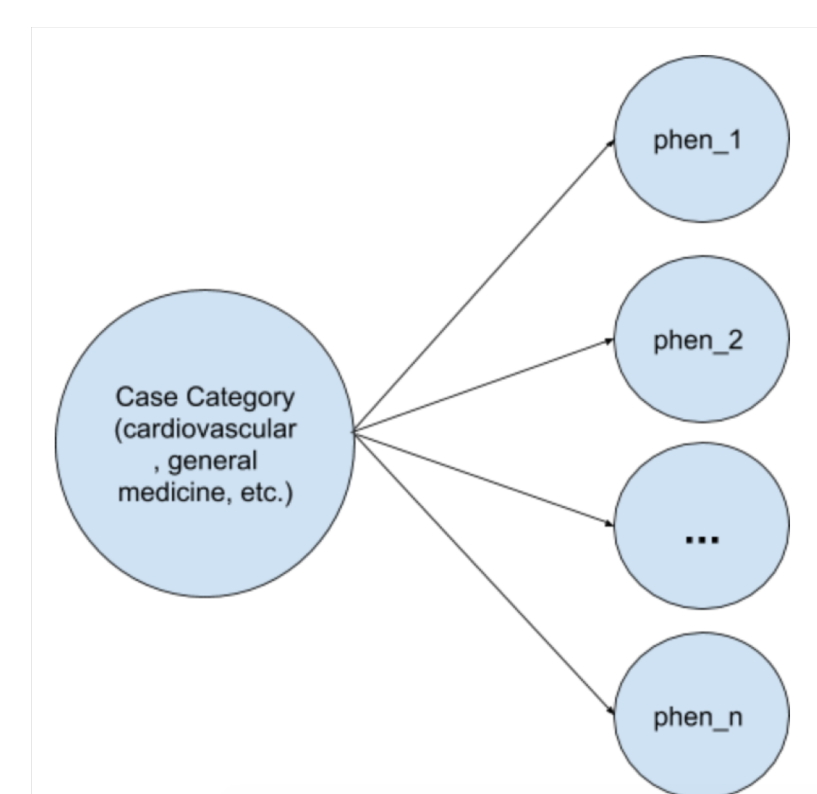 phen_1
phen_2
Case Category
(cardiovascular
, general
medicine, etc.)
...
phen_n